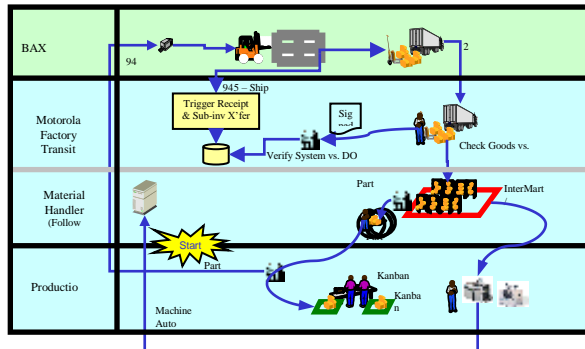 BAX
94
2
945 – Ship
Motorola
Factory
Transit
Trigger Receipt
& Sub-inv X'fer
Sig
Verify System vs. DO
Check Goods vs.
Material
Handler
(Follow
Part
InterMart
Start
Part
Productio
Kanban
Kanba
n
Machine
Auto